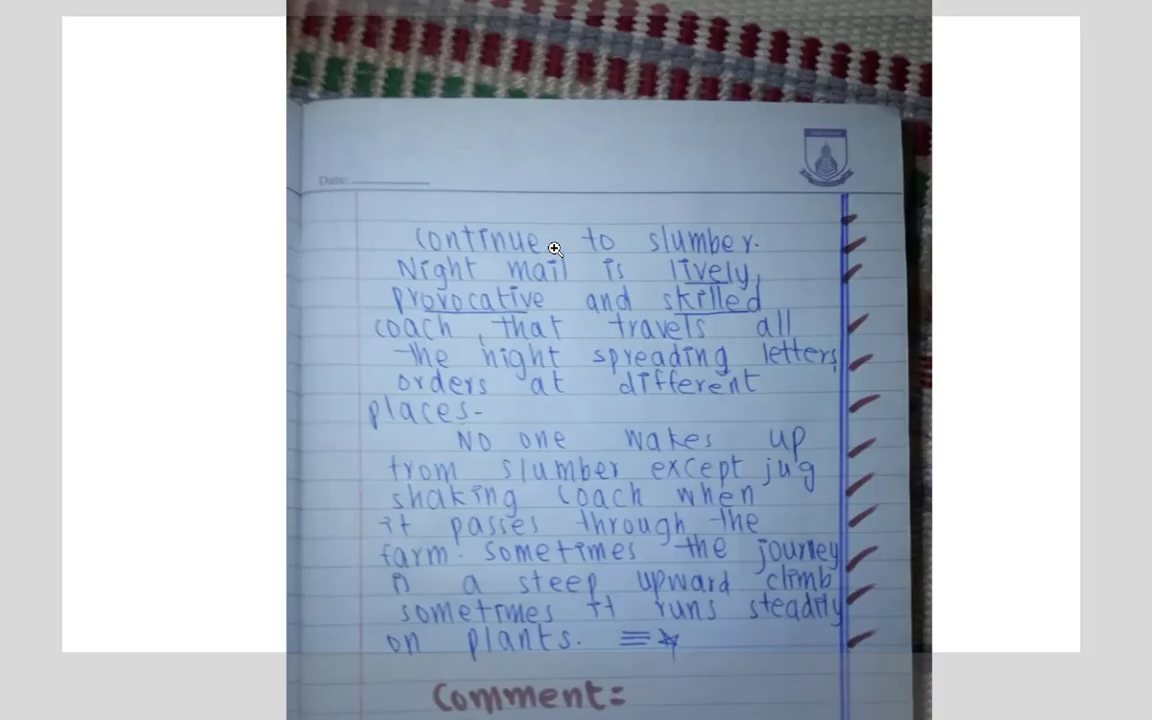 Date:
continue to slumber.
Night mail is lively,
provocative and skilled
coach, that travels all
the night spreading letters,
orders at different
places-
No one wakes up
from slumber except jug
shaking coach when
it passes through the
farm. sometimes the journey
is a steep upward climb
sometimes it runs steadily
on plants.
Comment: